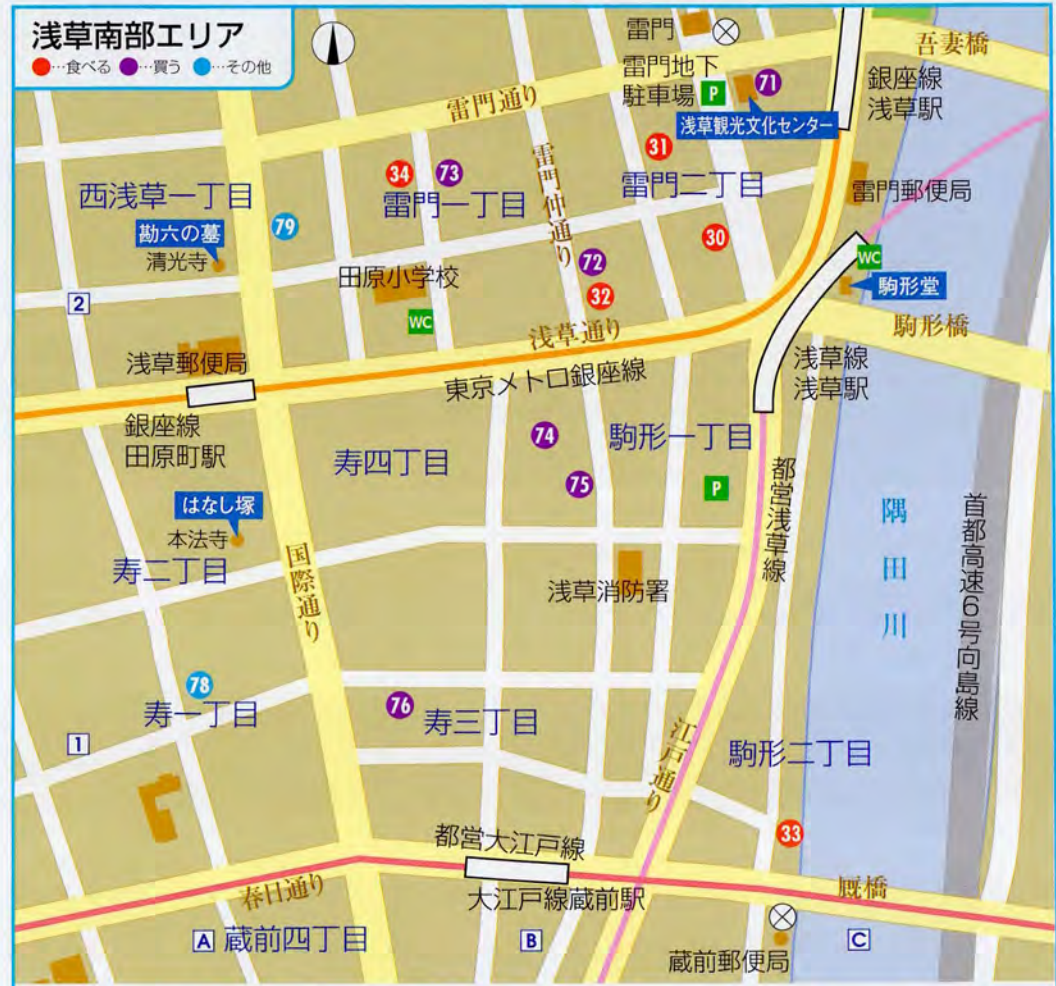 浅草南部エリア
●…食べる ●…買う ●…その他
雷門
吾妻橋
雷門地下
駐車場
P
71
銀座線
浅草駅
浅草観光文化センター
雷門通り
31
34
73
雷門仲通り
雷門一丁目
雷門二丁目
雷門郵便局
西浅草一丁目
79
勘六の墓
清光寺
30
WC
駒形堂
72
田原小学校
32
2
WC
浅草通り
駒形橋
浅草郵便局
東京メトロ銀座線
浅草線
浅草駅
銀座線
田原町駅
74
駒形一丁目
寿四丁目
75
P
都営浅草線
はなし塚
本法寺
隅田川
首都高速6号向島線
国際通り
寿二丁目
浅草消防署
78
寿一丁目
76
寿三丁目
1
江戸通り
駒形二丁目
33
都営大江戸線
春日通り
大江戸線蔵前駅
厩橋
A
蔵前四丁目
B
C
蔵前郵便局